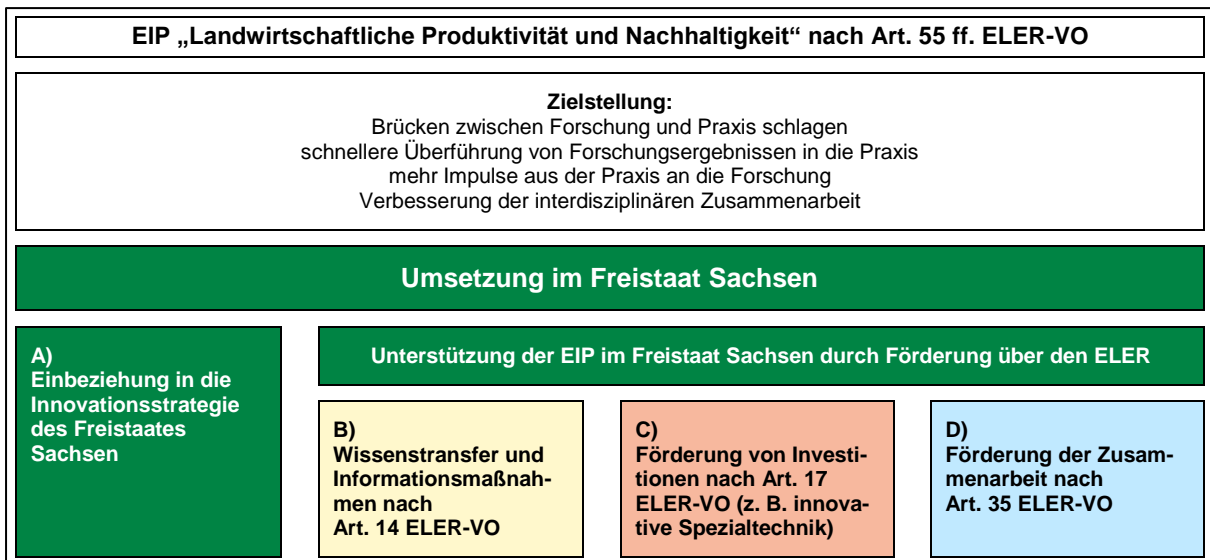 EIP „Landwirtschaftliche Produktivität und Nachhaltigkeit“ nach Art. 55 ff. ELER-VO
Zielstellung:
Brücken zwischen Forschung und Praxis schlagen
schnellere Überführung von Forschungsergebnissen in die Praxis
mehr Impulse aus der Praxis an die Forschung
Verbesserung der interdisziplinären Zusammenarbeit
Umsetzung im Freistaat Sachsen
A)
Einbeziehung in die
Innovationsstrategie
des Freistaates
Sachsen
Unterstützung der EIP im Freistaat Sachsen durch Förderung über den ELER
B)
Wissenstransfer und
Informationsmaßnah-
men nach
Art. 14 ELER-VO
C)
Förderung von Investi-
tionen nach Art. 17
ELER-VO (z. B. innova-
tive Spezialtechnik)
D)
Förderung der Zusam-
menarbeit nach
Art. 35 ELER-VO